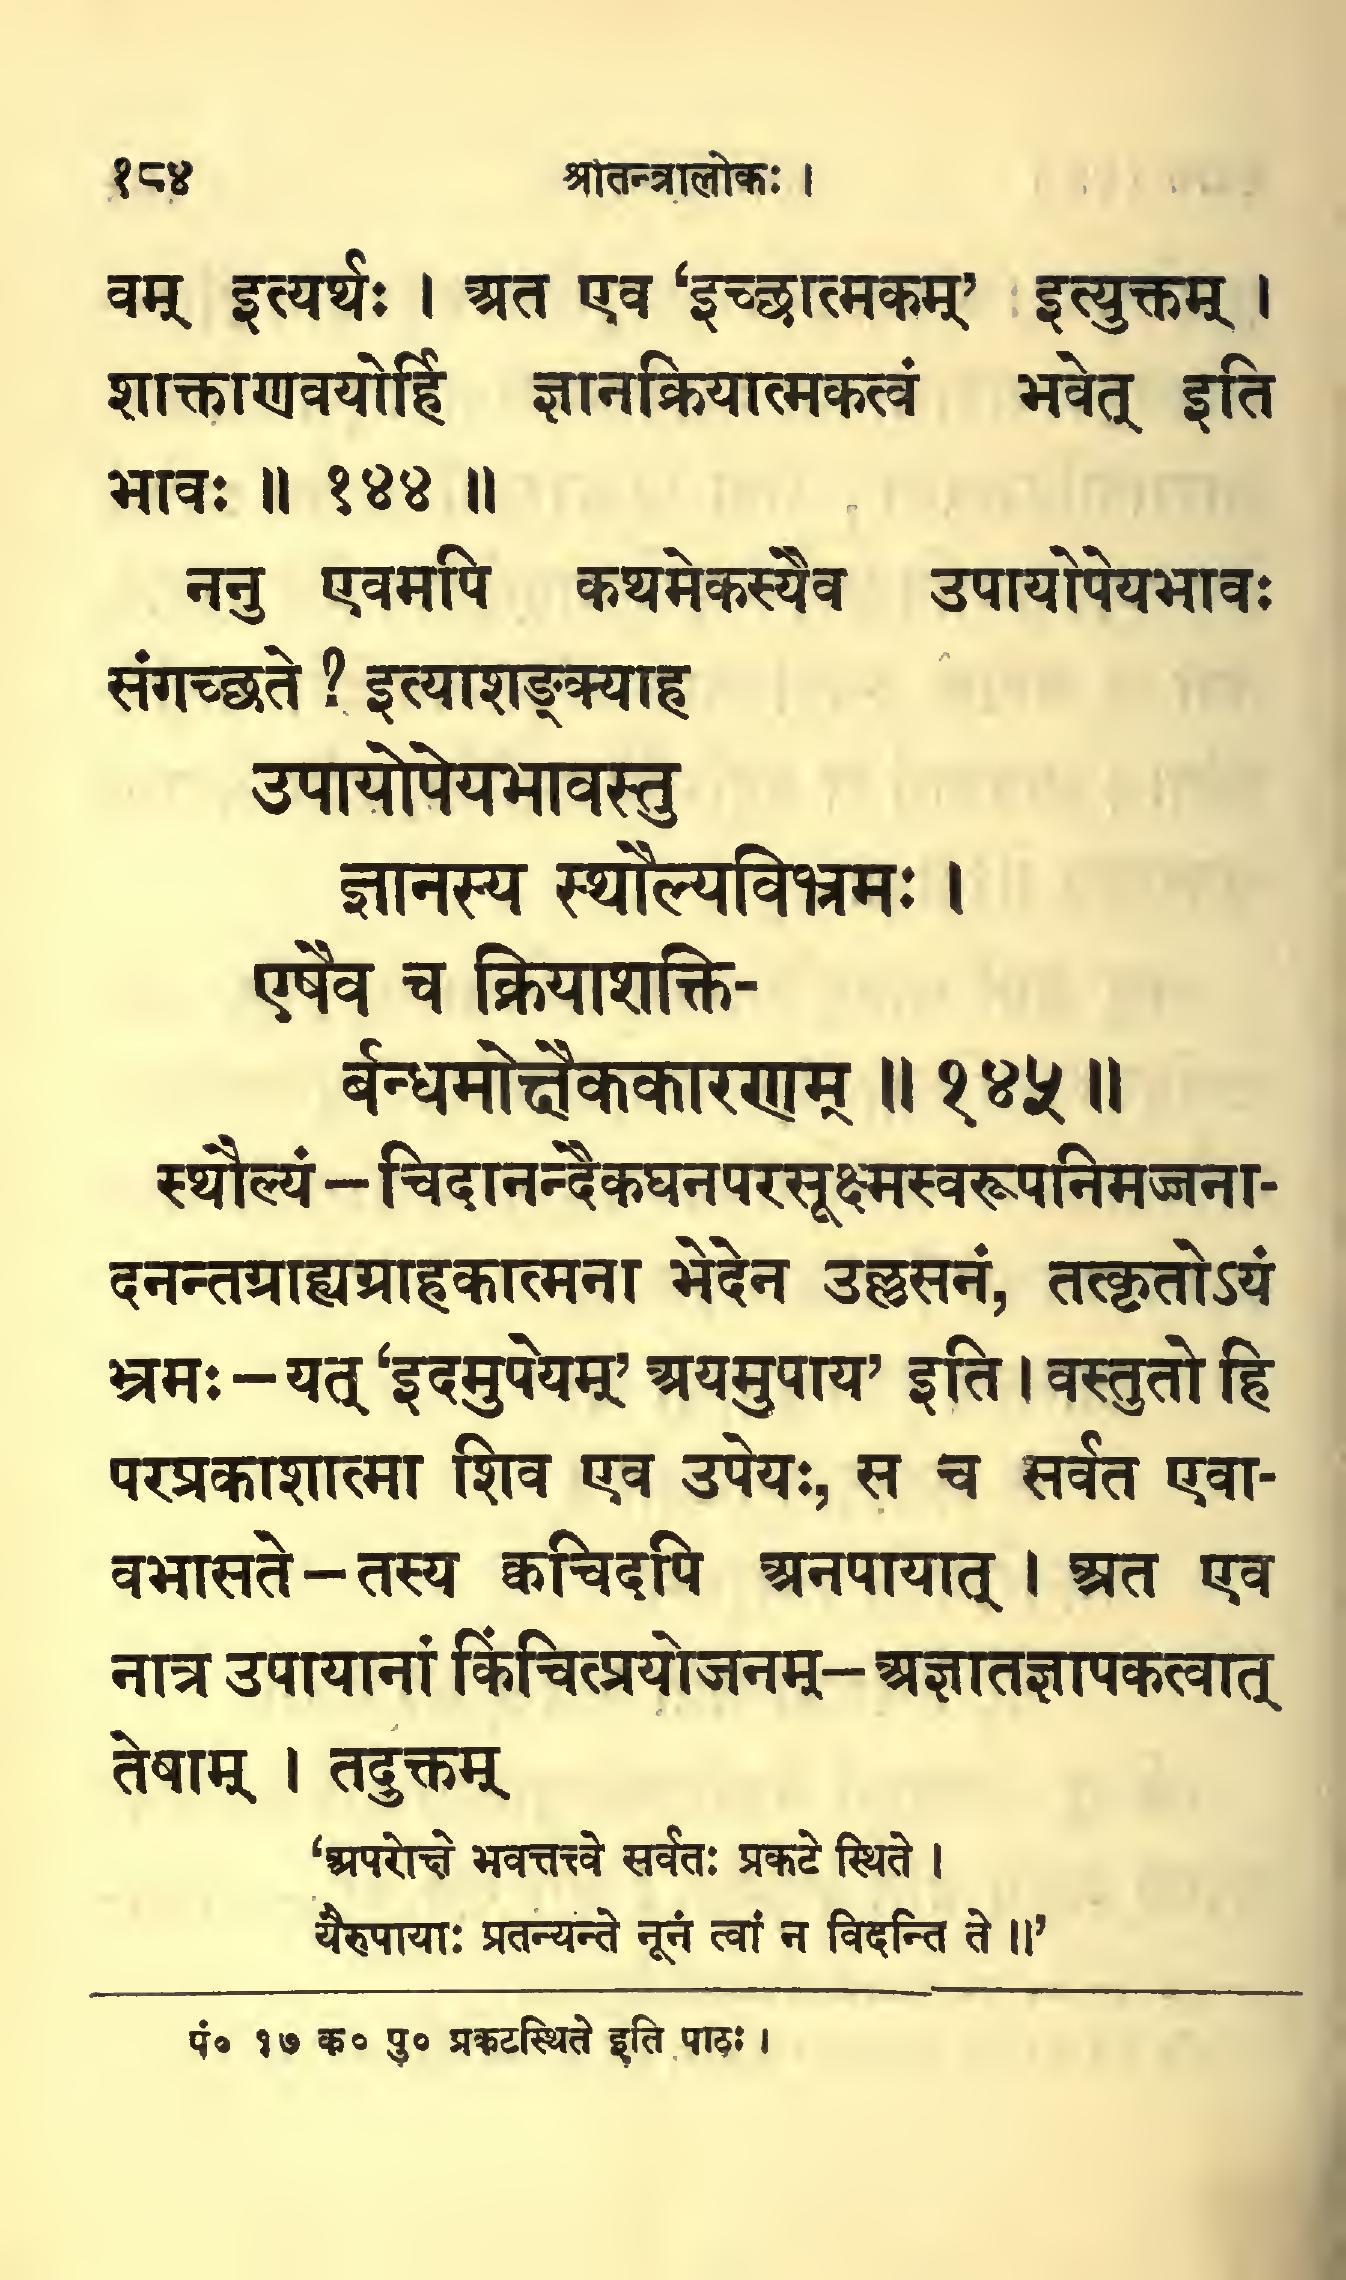 १८४ श्रीतन्त्रालोकः ।
वम् इत्यर्थः । अत एव ‘इच्छात्मकम्’ इत्युक्तम् ।
शाक्ताणवयोर्हि ज्ञानक्रियात्मकत्वं भवेत् इति
भावः ॥ १४४ ॥
ननु एवमपि कथमेकस्यैव उपायोपेयभावः
संगच्छते ? इत्याशङ्क्याह
उपायोपेयभावस्तु
ज्ञानस्य स्थौल्यविभ्रमः ।
एषैव च क्रियाशक्ति-
र्बन्धमोक्षैककारणम् ॥ १४५ ॥
स्थौल्यं – चिदानन्दैकघनपरसूक्ष्मस्वरूपनिमज्जना-
दनन्तग्राह्यग्राहकात्मना भेदेन उल्लसनं, तत्कृतोऽयं
भ्रमः – यत् ‘इदमुपेयम्’ अयमुपाय’ इति । वस्तुतो हि
परप्रकाशात्मा शिव एव उपेयः, स च सर्वत एवा-
वभासते – तस्य क्वचिदपि अनपायात् । अत एव
नात्र उपायानां किंचित्प्रयोजनम् – अज्ञातज्ञापकत्वात्
तेषाम् । तदुक्तम्
‘अपरोक्षे भवत्तत्त्वे सर्वतः प्रकटे स्थिते ।
यैरुपायाः प्रतन्यन्ते नूनं त्वां न विदन्ति ते ॥’
पं० १७ क० पु० प्रकटस्थिते इति पाठः ।